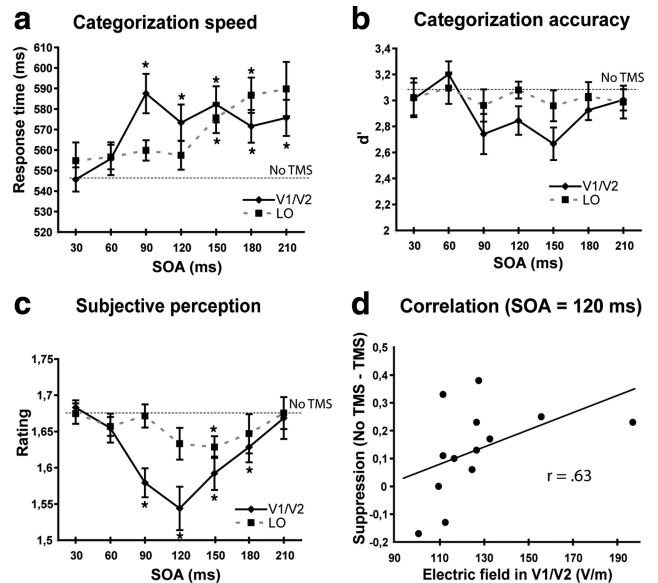 a Categorization speed
Response time (ms)
610
600
590
580
570
560
550
540
530
520
* * * *
* * *
No TMS
V1/V2
LO
30 60 90 120 150 180 210
SOA (ms)
b Categorization accuracy
d'
3,4
3,2
3
2,8
2,6
2,4
2,2
2
No TMS
V1/V2
LO
30 60 90 120 150 180 210
SOA (ms)
c Subjective perception
Rating
1,75
1,7
1,65
1,6
1,55
1,5
No TMS
*
* * * *
V1/V2
LO
30 60 90 120 150 180 210
SOA (ms)
d Correlation (SOA = 120 ms)
Suppression (No TMS - TMS)
0,5
0,4
0,3
0,2
0,1
0
-0,1
-0,2
r = .63
90 110 130 150 170 190
Electric field in V1/V2 (V/m)